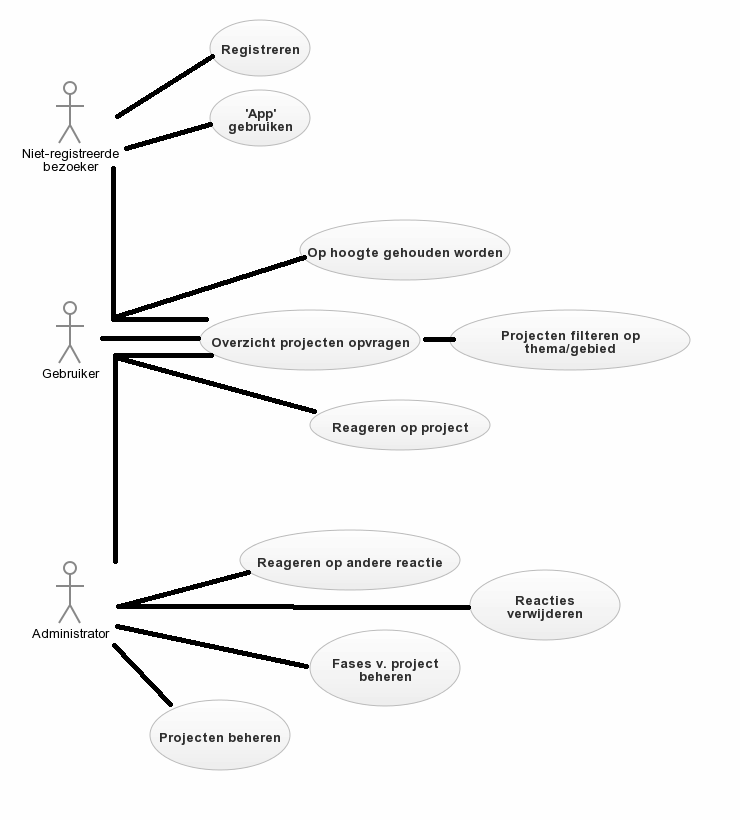 Registreren
'App'
gebruiken
Niet-registreerde
bezoeker
Op hoogte gehouden worden
Gebruiker
Overzicht projecten opvragen
Projecten filteren op
thema/gebied
Reageren op project
Reageren op andere reactie
Administrator
Reacties
verwijderen
Fases v. project
beheren
Projecten beheren